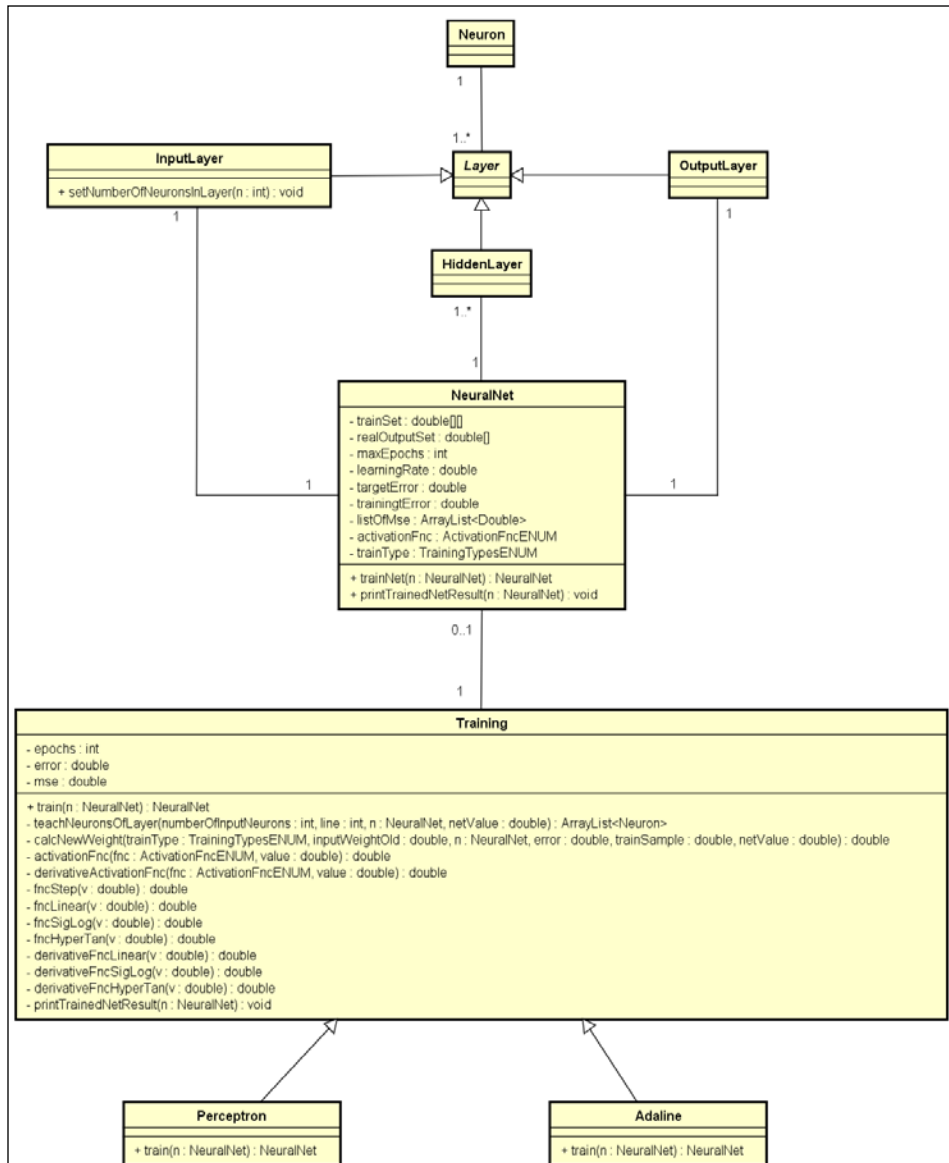 Neuron
1
1..*
InputLayer
+ setNumberOfNeuronsInLayer(n : int) : void
Layer
OutputLayer
1
1
HiddenLayer
1..*
1
NeuralNet
- trainSet : double[][]
- realOutputSet : double[]
- maxEpochs : int
- learningRate : double
- targetError : double
- trainingtError : double
- listOfMse : ArrayList<Double>
- activationFnc : ActivationFncENUM
- trainType : TrainingTypesENUM
+ trainNet(n : NeuralNet) : NeuralNet
+ printTrainedNetResult(n : NeuralNet) : void
1
1
0..1
1
Training
- epochs : int
- error : double
- mse : double
+ train(n : NeuralNet) : NeuralNet
- teachNeuronsOfLayer(numberOfInputNeurons : int, line : int, n : NeuralNet, netValue : double) : ArrayList<Neuron>
- calcNewWeight(trainType : TrainingTypesENUM, inputWeightOld : double, n : NeuralNet, error : double, trainSample : double, netValue : double) : double
- activationFnc(fnc : ActivationFncENUM, value : double) : double
- derivativeActivationFnc(fnc : ActivationFncENUM, value : double) : double
- fncStep(v : double) : double
- fncLinear(v : double) : double
- fncSigLog(v : double) : double
- fncHyperTan(v : double) : double
- derivativeFncLinear(v : double) : double
- derivativeFncSigLog(v : double) : double
- derivativeFncHyperTan(v : double) : double
- printTrainedNetResult(n : NeuralNet) : void
Perceptron
+ train(n : NeuralNet) : NeuralNet
Adaline
+ train(n : NeuralNet) : NeuralNet